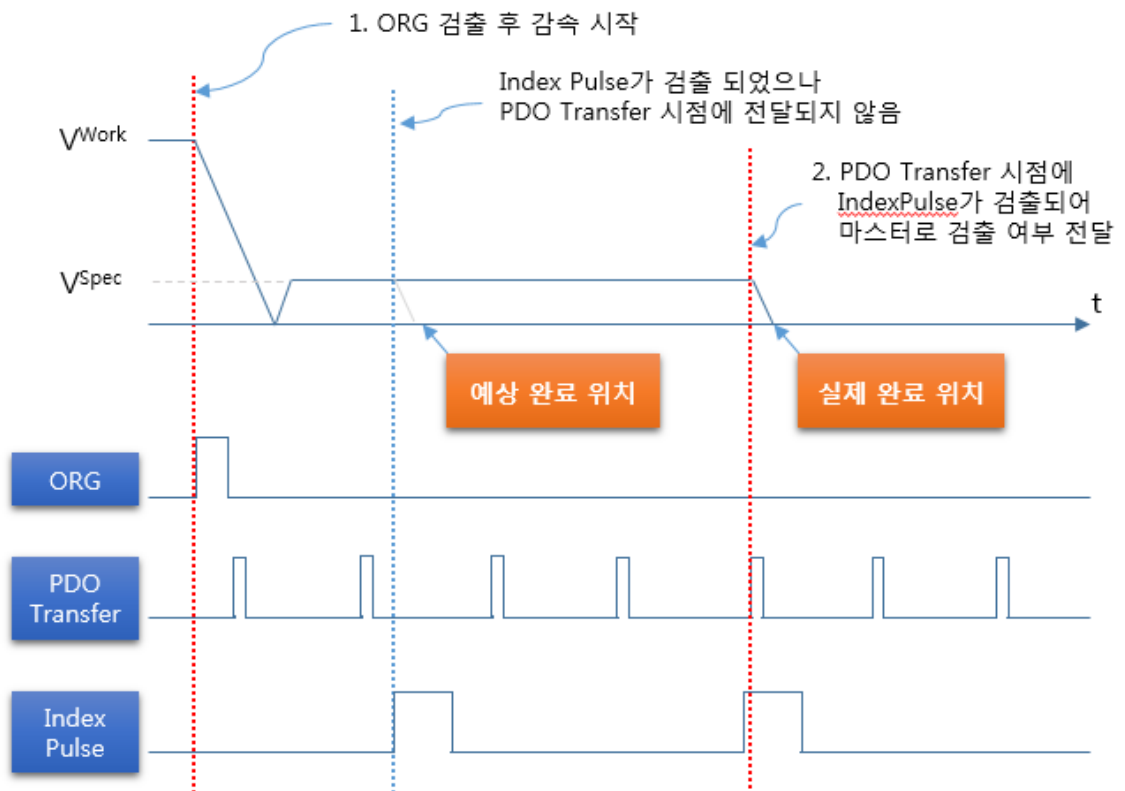 1. ORG 검출 후 감속 시작
Index Pulse가 검출 되었으나
PDO Transfer 시점에 전달되지 않음
VWork
2. PDO Transfer 시점에
IndexPulse가 검출되어
마스터로 검출 여부 전달
VSpec
t
예상 완료 위치
실제 완료 위치
ORG
PDO
Transfer
Index
Pulse